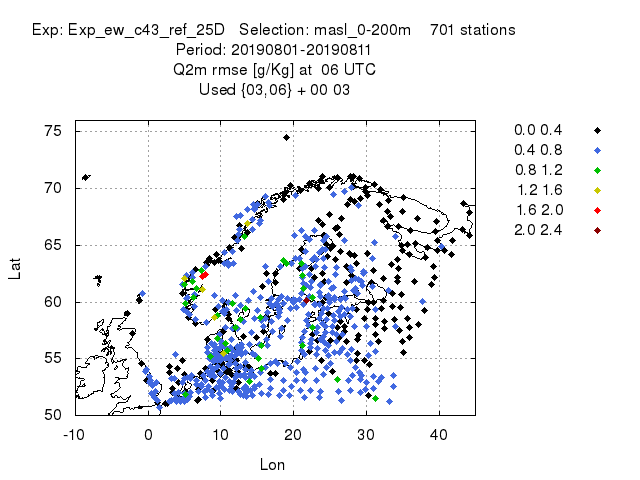 Exp: Exp_ew_c43_ref_25D   Selection: masl_0-200m    701 stations
Period: 20190801-20190811
Q2m rmse [g/Kg] at  06 UTC
Used {03,06} + 00 03
0.0 0.4
0.4 0.8
0.8 1.2
1.2 1.6
1.6 2.0
2.0 2.4
75
70
65
60
55
50
Lat
-10 0 10 20 30 40
Lon